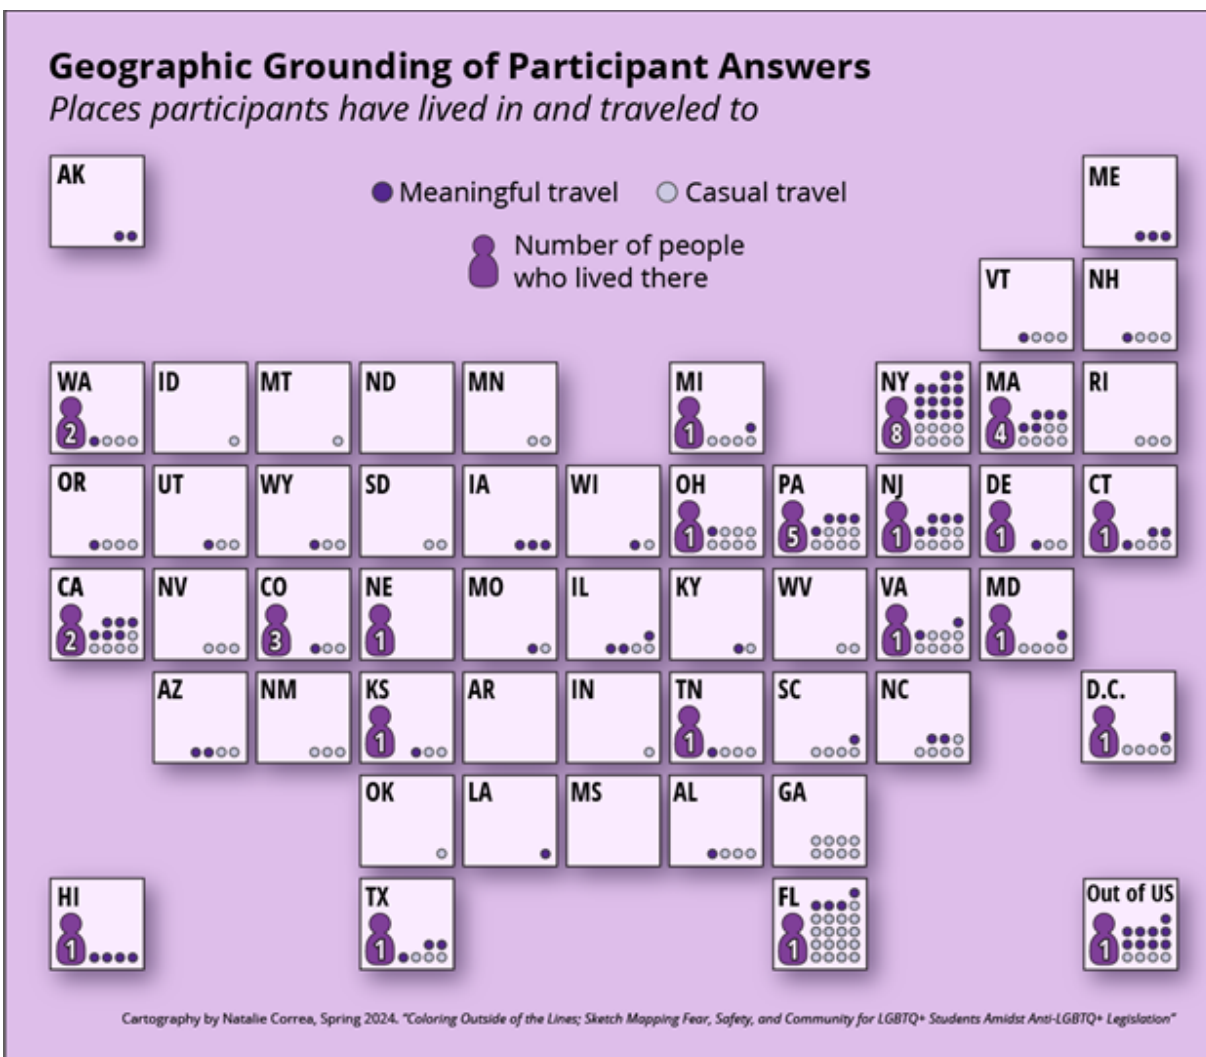 Geographic Grounding of Participant Answers
Places participants have lived in and traveled to
AK
Meaningful travel
Casual travel
ME
Number of people
who lived there
VT
NH
WA
2
ID
MT
ND
MN
MI
1
NY
8
MA
4
RI
OR
UT
WY
SD
IA
WI
OH
1
PA
5
NJ
1
DE
1
CT
1
CA
2
NV
CO
3
NE
1
MO
IL
KY
WV
VA
1
MD
1
AZ
NM
KS
1
AR
IN
TN
1
SC
NC
D.C.
1
OK
LA
MS
AL
GA
HI
1
TX
1
FL
1
Out of US
1
Cartography by Natalie Correa, Spring 2024. "Coloring Outside of the Lines; Sketch Mapping Fear, Safety, and Community for LGBTQ+ Students Amidst Anti-LGBTQ+ Legislation"